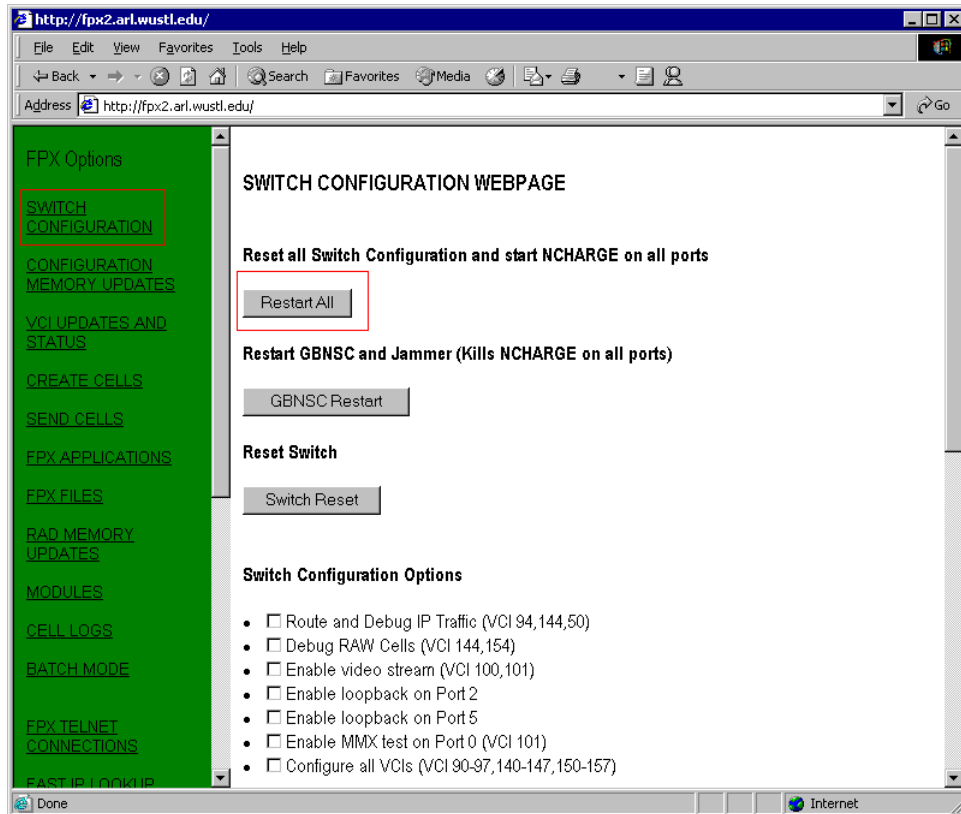 http://fpx2.arl.wustl.edu/
File Edit View Favorites Tools Help
Back Search Favorites Media
Address http://fpx2.arl.wustl.edu/ Go
FPX Options
SWITCH
CONFIGURATION
CONFIGURATION
MEMORY UPDATES
VCI UPDATES AND
STATUS
CREATE CELLS
SEND CELLS
FPX APPLICATIONS
FPX FILES
RAD MEMORY
UPDATES
MODULES
CELL LOGS
BATCH MODE
FPX TELNET
CONNECTIONS
FAST IP LOOKUP
SWITCH CONFIGURATION WEBPAGE
Reset all Switch Configuration and start NCHARGE on all ports
Restart All
Restart GBNSC and Jammer (Kills NCHARGE on all ports)
GBNSC Restart
Reset Switch
Switch Reset
Switch Configuration Options
• Route and Debug IP Traffic (VCI 94,144,50)
• Debug RAW Cells (VCI 144,154)
• Enable video stream (VCI 100,101)
• Enable loopback on Port 2
• Enable loopback on Port 5
• Enable MMX test on Port 0 (VCI 101)
• Configure all VCIs (VCI 90-97,140-147,150-157)
Done Internet